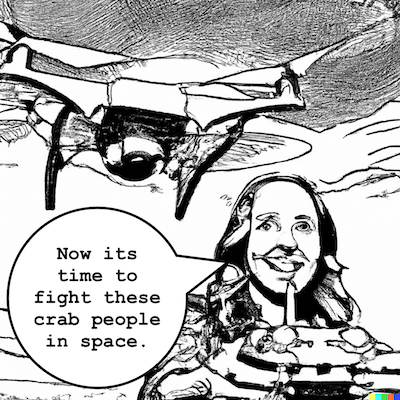 Now its
time to
fight these
crab people
in space.